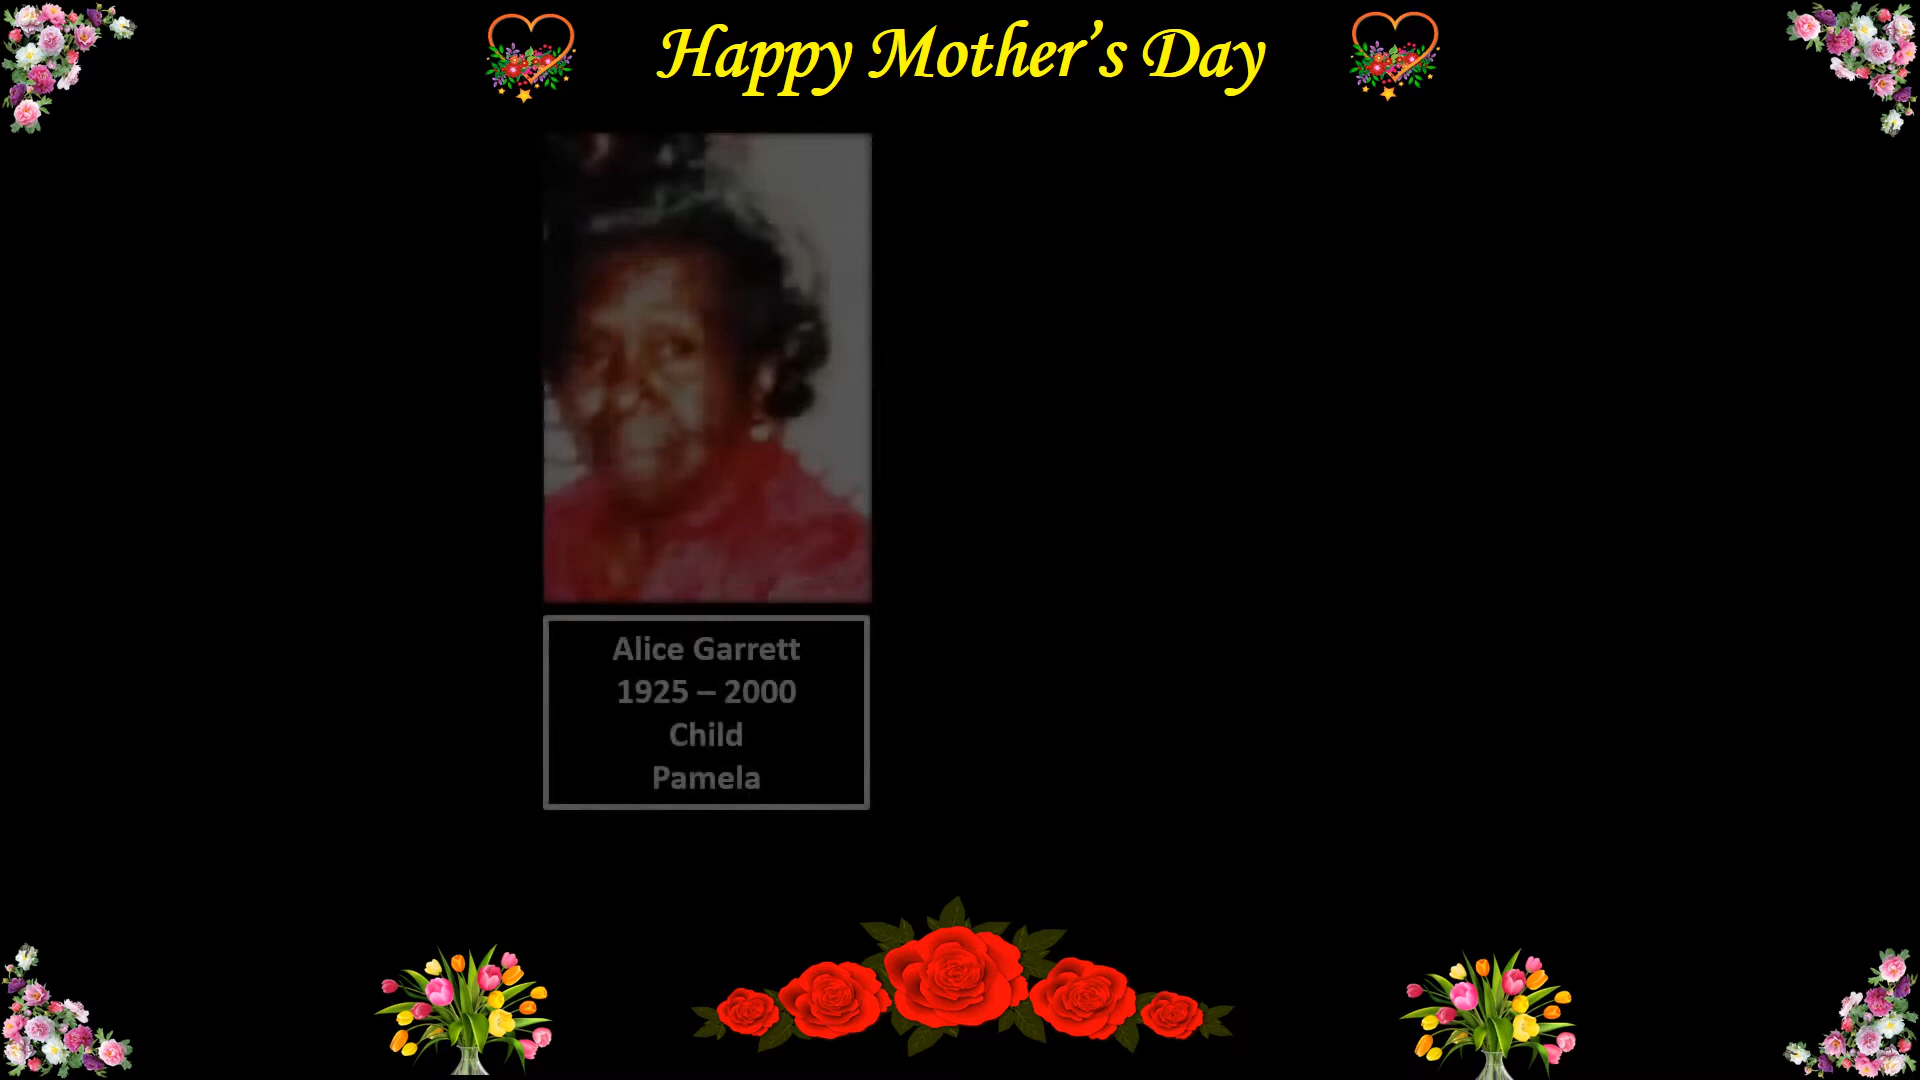 Happy Mother’s Day
Alice Garrett
1925 – 2000
Child
Pamela